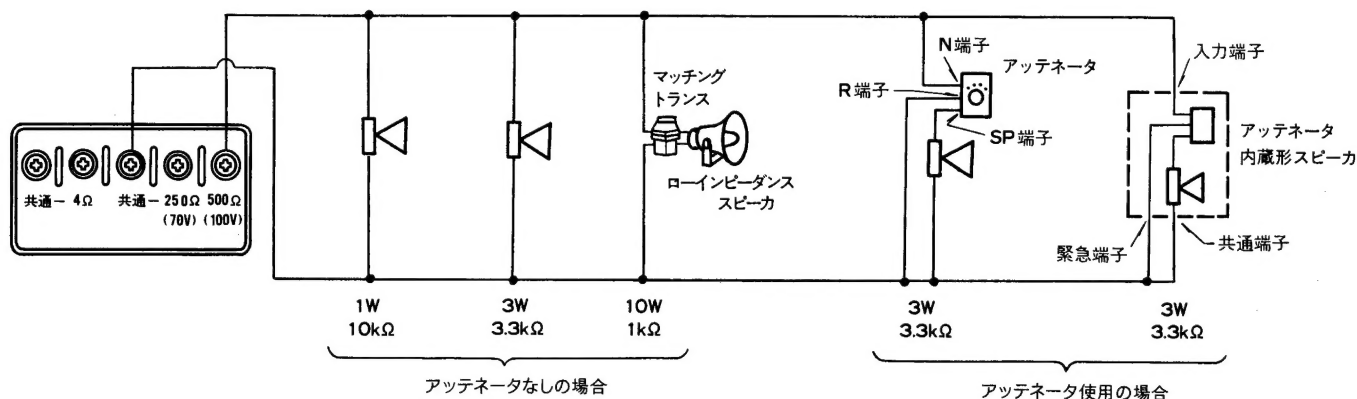 共通 － 4Ω 共通 － 250Ω 500Ω
(70V) (100V)
マッチング
トランス
ローインピーダンス
スピーカ
N端子
アッテネータ
R端子
SP端子
入力端子
アッテネータ
内蔵形スピーカ
緊急端子
共通端子
1W
10kΩ
3W
3.3kΩ
10W
1kΩ
3W
3.3kΩ
3W
3.3kΩ
アッテネータなしの場合
アッテネータ使用の場合